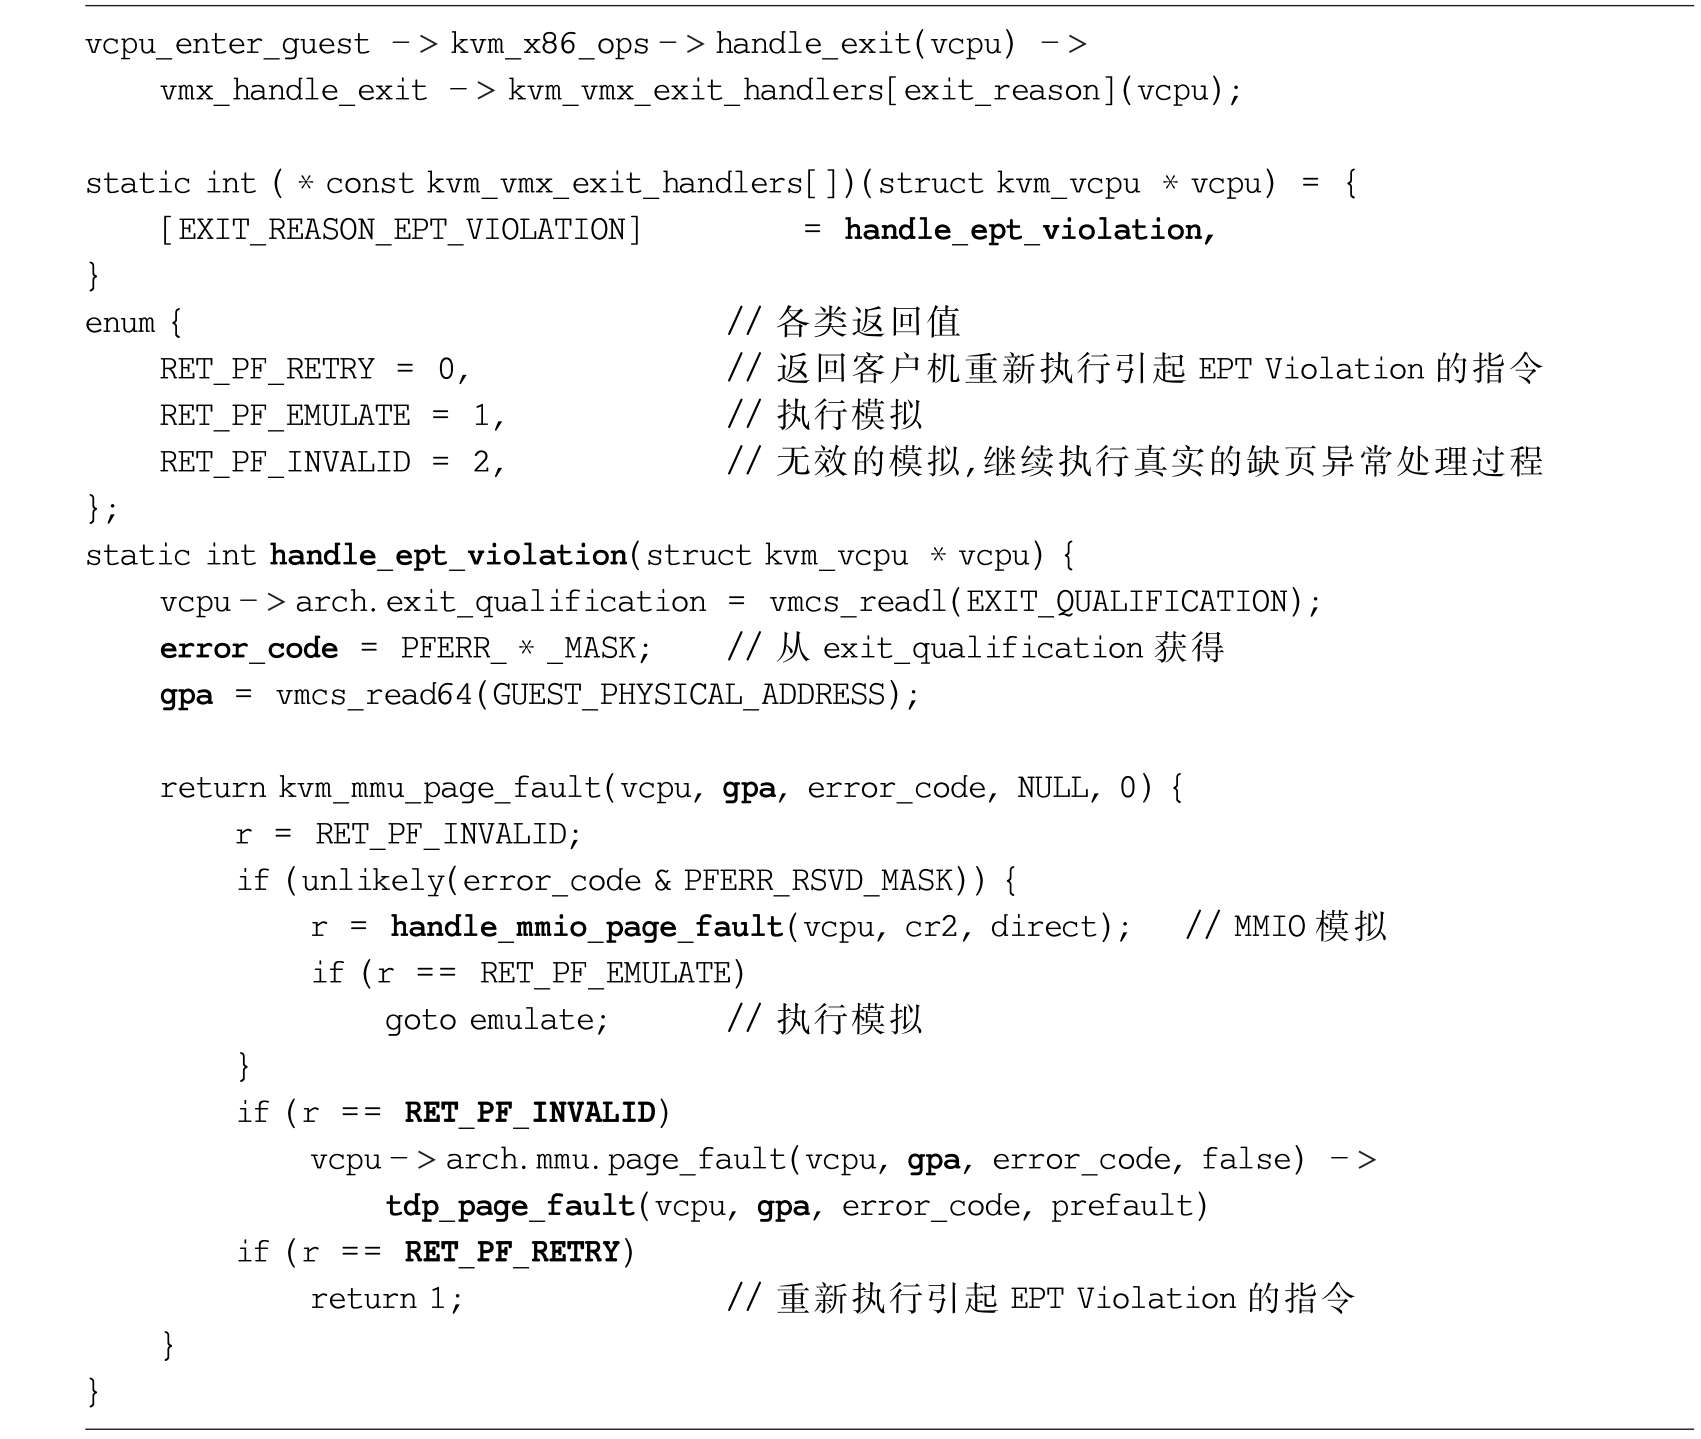 vcpu_enter_guest -> kvm_x86_ops->handle_exit(vcpu) ->
    vmx_handle_exit -> kvm_vmx_exit_handlers[exit_reason](vcpu);

static int (*const kvm_vmx_exit_handlers[])(struct kvm_vcpu *vcpu) = {
    [EXIT_REASON_EPT_VIOLATION]        = handle_ept_violation,
}
enum {                              // 各类返回值
    RET_PF_RETRY = 0,               // 返回客户机重新执行引起 EPT Violation 的指令
    RET_PF_EMULATE = 1,             // 执行模拟
    RET_PF_INVALID = 2,             // 无效的模拟,继续执行真实的缺页异常处理过程
};
static int handle_ept_violation(struct kvm_vcpu *vcpu) {
    vcpu->arch.exit_qualification = vmcs_readl(EXIT_QUALIFICATION);
    error_code = PFERR_*_MASK;    // 从 exit_qualification 获得
    gpa = vmcs_read64(GUEST_PHYSICAL_ADDRESS);

    return kvm_mmu_page_fault(vcpu, gpa, error_code, NULL, 0) {
        r = RET_PF_INVALID;
        if (unlikely(error_code & PFERR_RSVD_MASK)) {
            r = handle_mmio_page_fault(vcpu, cr2, direct);   // MMIO 模拟
            if (r == RET_PF_EMULATE)
                goto emulate;       // 执行模拟
        }
        if (r == RET_PF_INVALID)
            vcpu->arch.mmu.page_fault(vcpu, gpa, error_code, false) ->
                tdp_page_fault(vcpu, gpa, error_code, prefault)
        if (r == RET_PF_RETRY)
            return 1;               // 重新执行引起 EPT Violation 的指令
    }
}